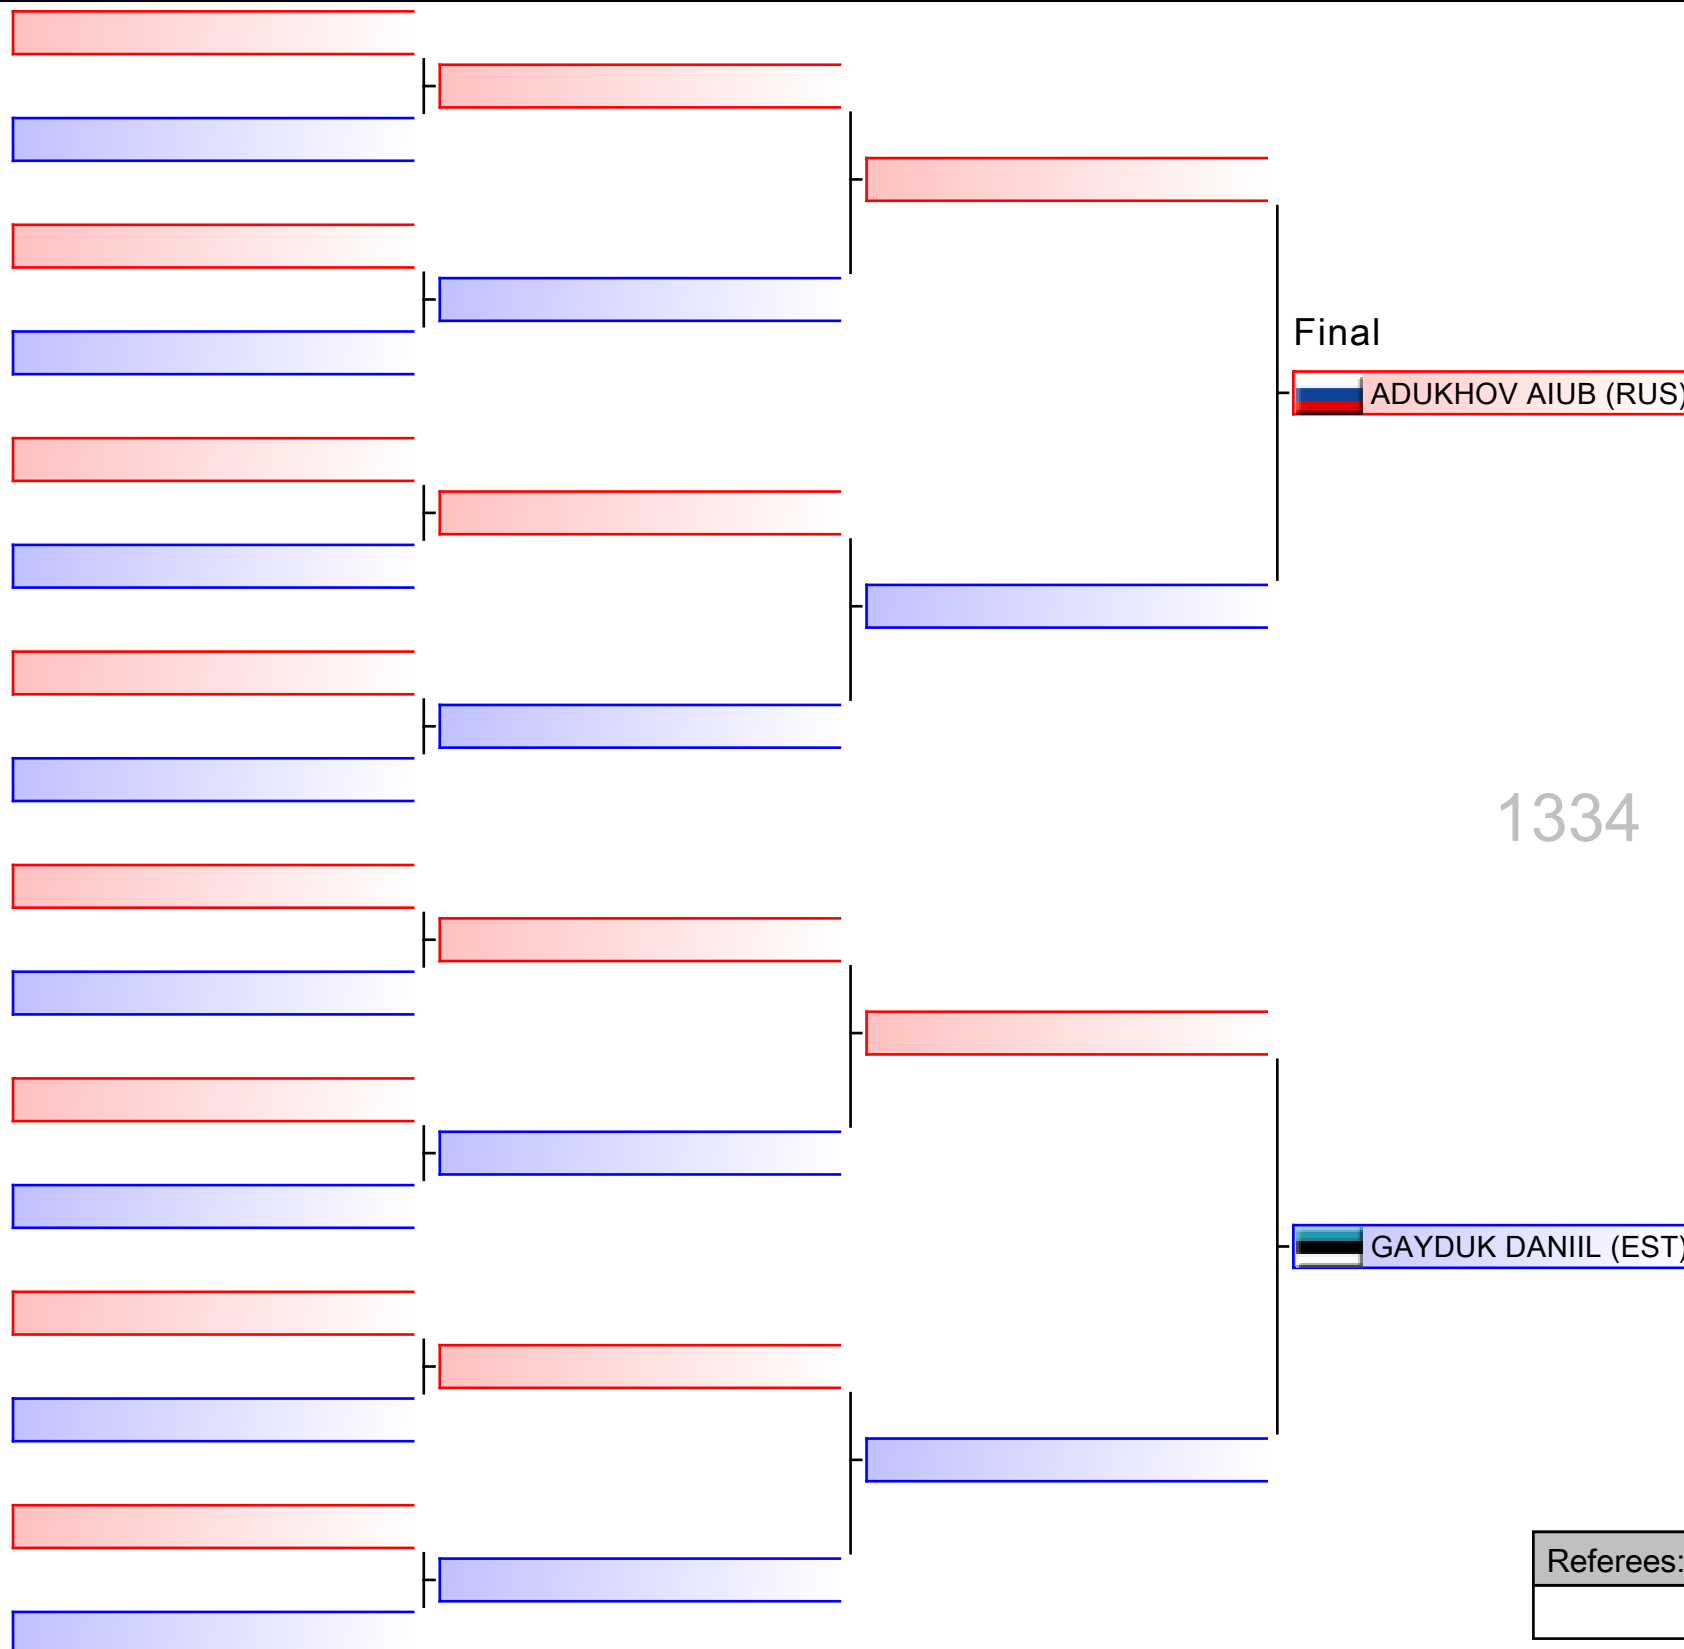 Final
ADUKHOV AIUB (RUS)
1334
GAYDUK DANIIL (EST)
Referees: